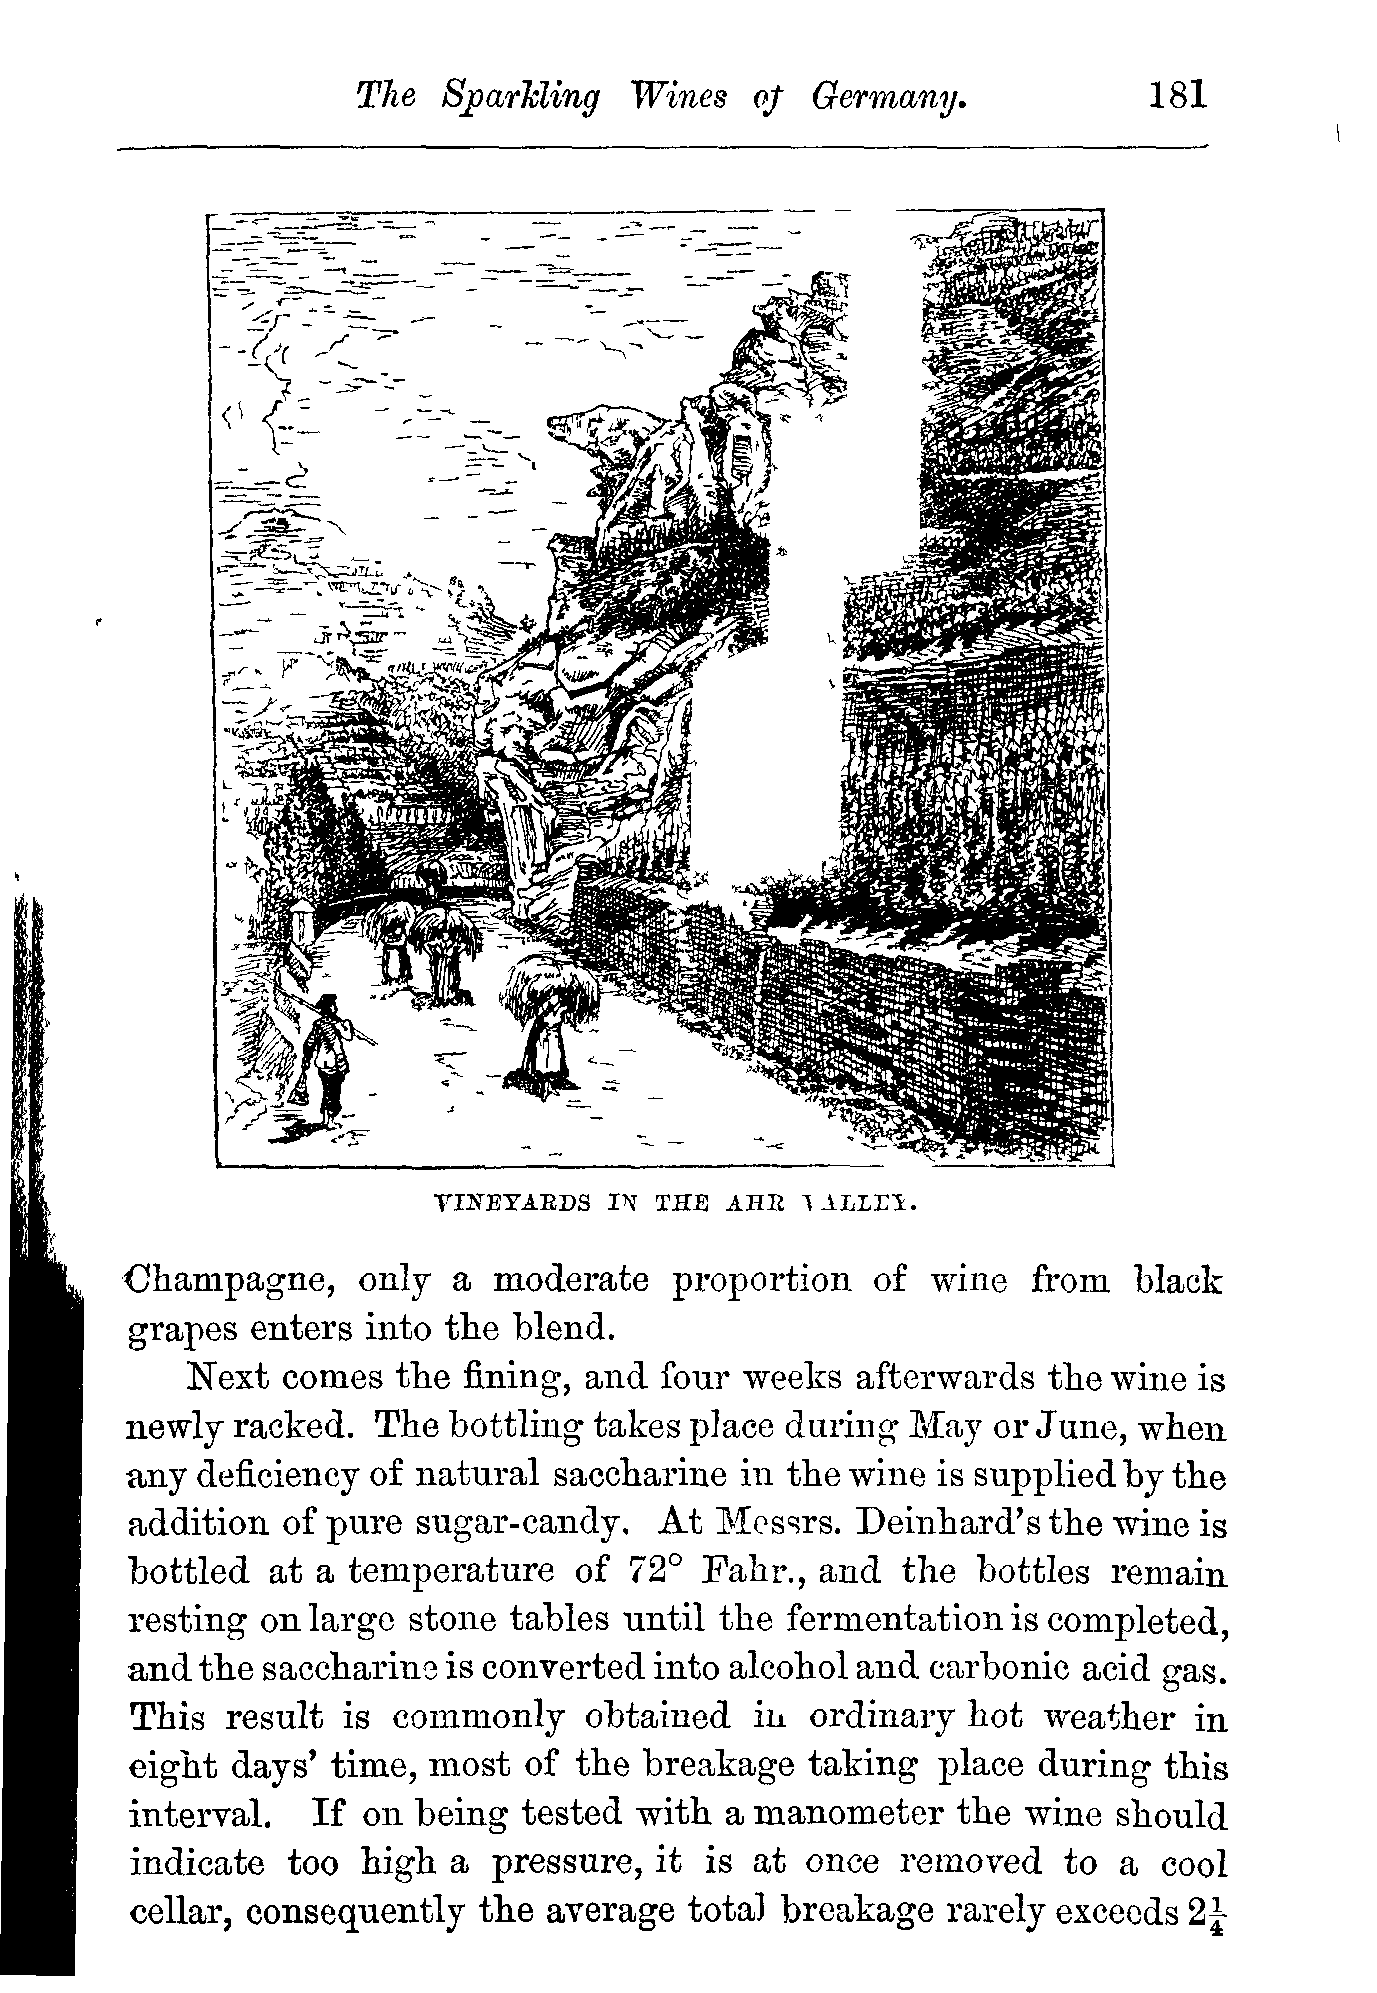 The Sparkling Wines of Germany. 181
VINEYARDS IN THE AHR VALLEY.
Champagne, only a moderate proportion of wine from black
grapes enters into the blend.
Next comes the fining, and four weeks afterwards the wine is
newly racked. The bottling takes place during May or June, when
any deficiency of natural saccharine in the wine is supplied by the
addition of pure sugar-candy. At Messrs. Deinhard's the wine is
bottled at a temperature of 72° Fahr., and the bottles remain
resting on large stone tables until the fermentation is completed,
and the saccharine is converted into alcohol and carbonic acid gas.
This result is commonly obtained in ordinary hot weather in
eight days' time, most of the breakage taking place during this
interval. If on being tested with a manometer the wine should
indicate too high a pressure, it is at once removed to a cool
cellar, consequently the average total breakage rarely exceeds 2¼